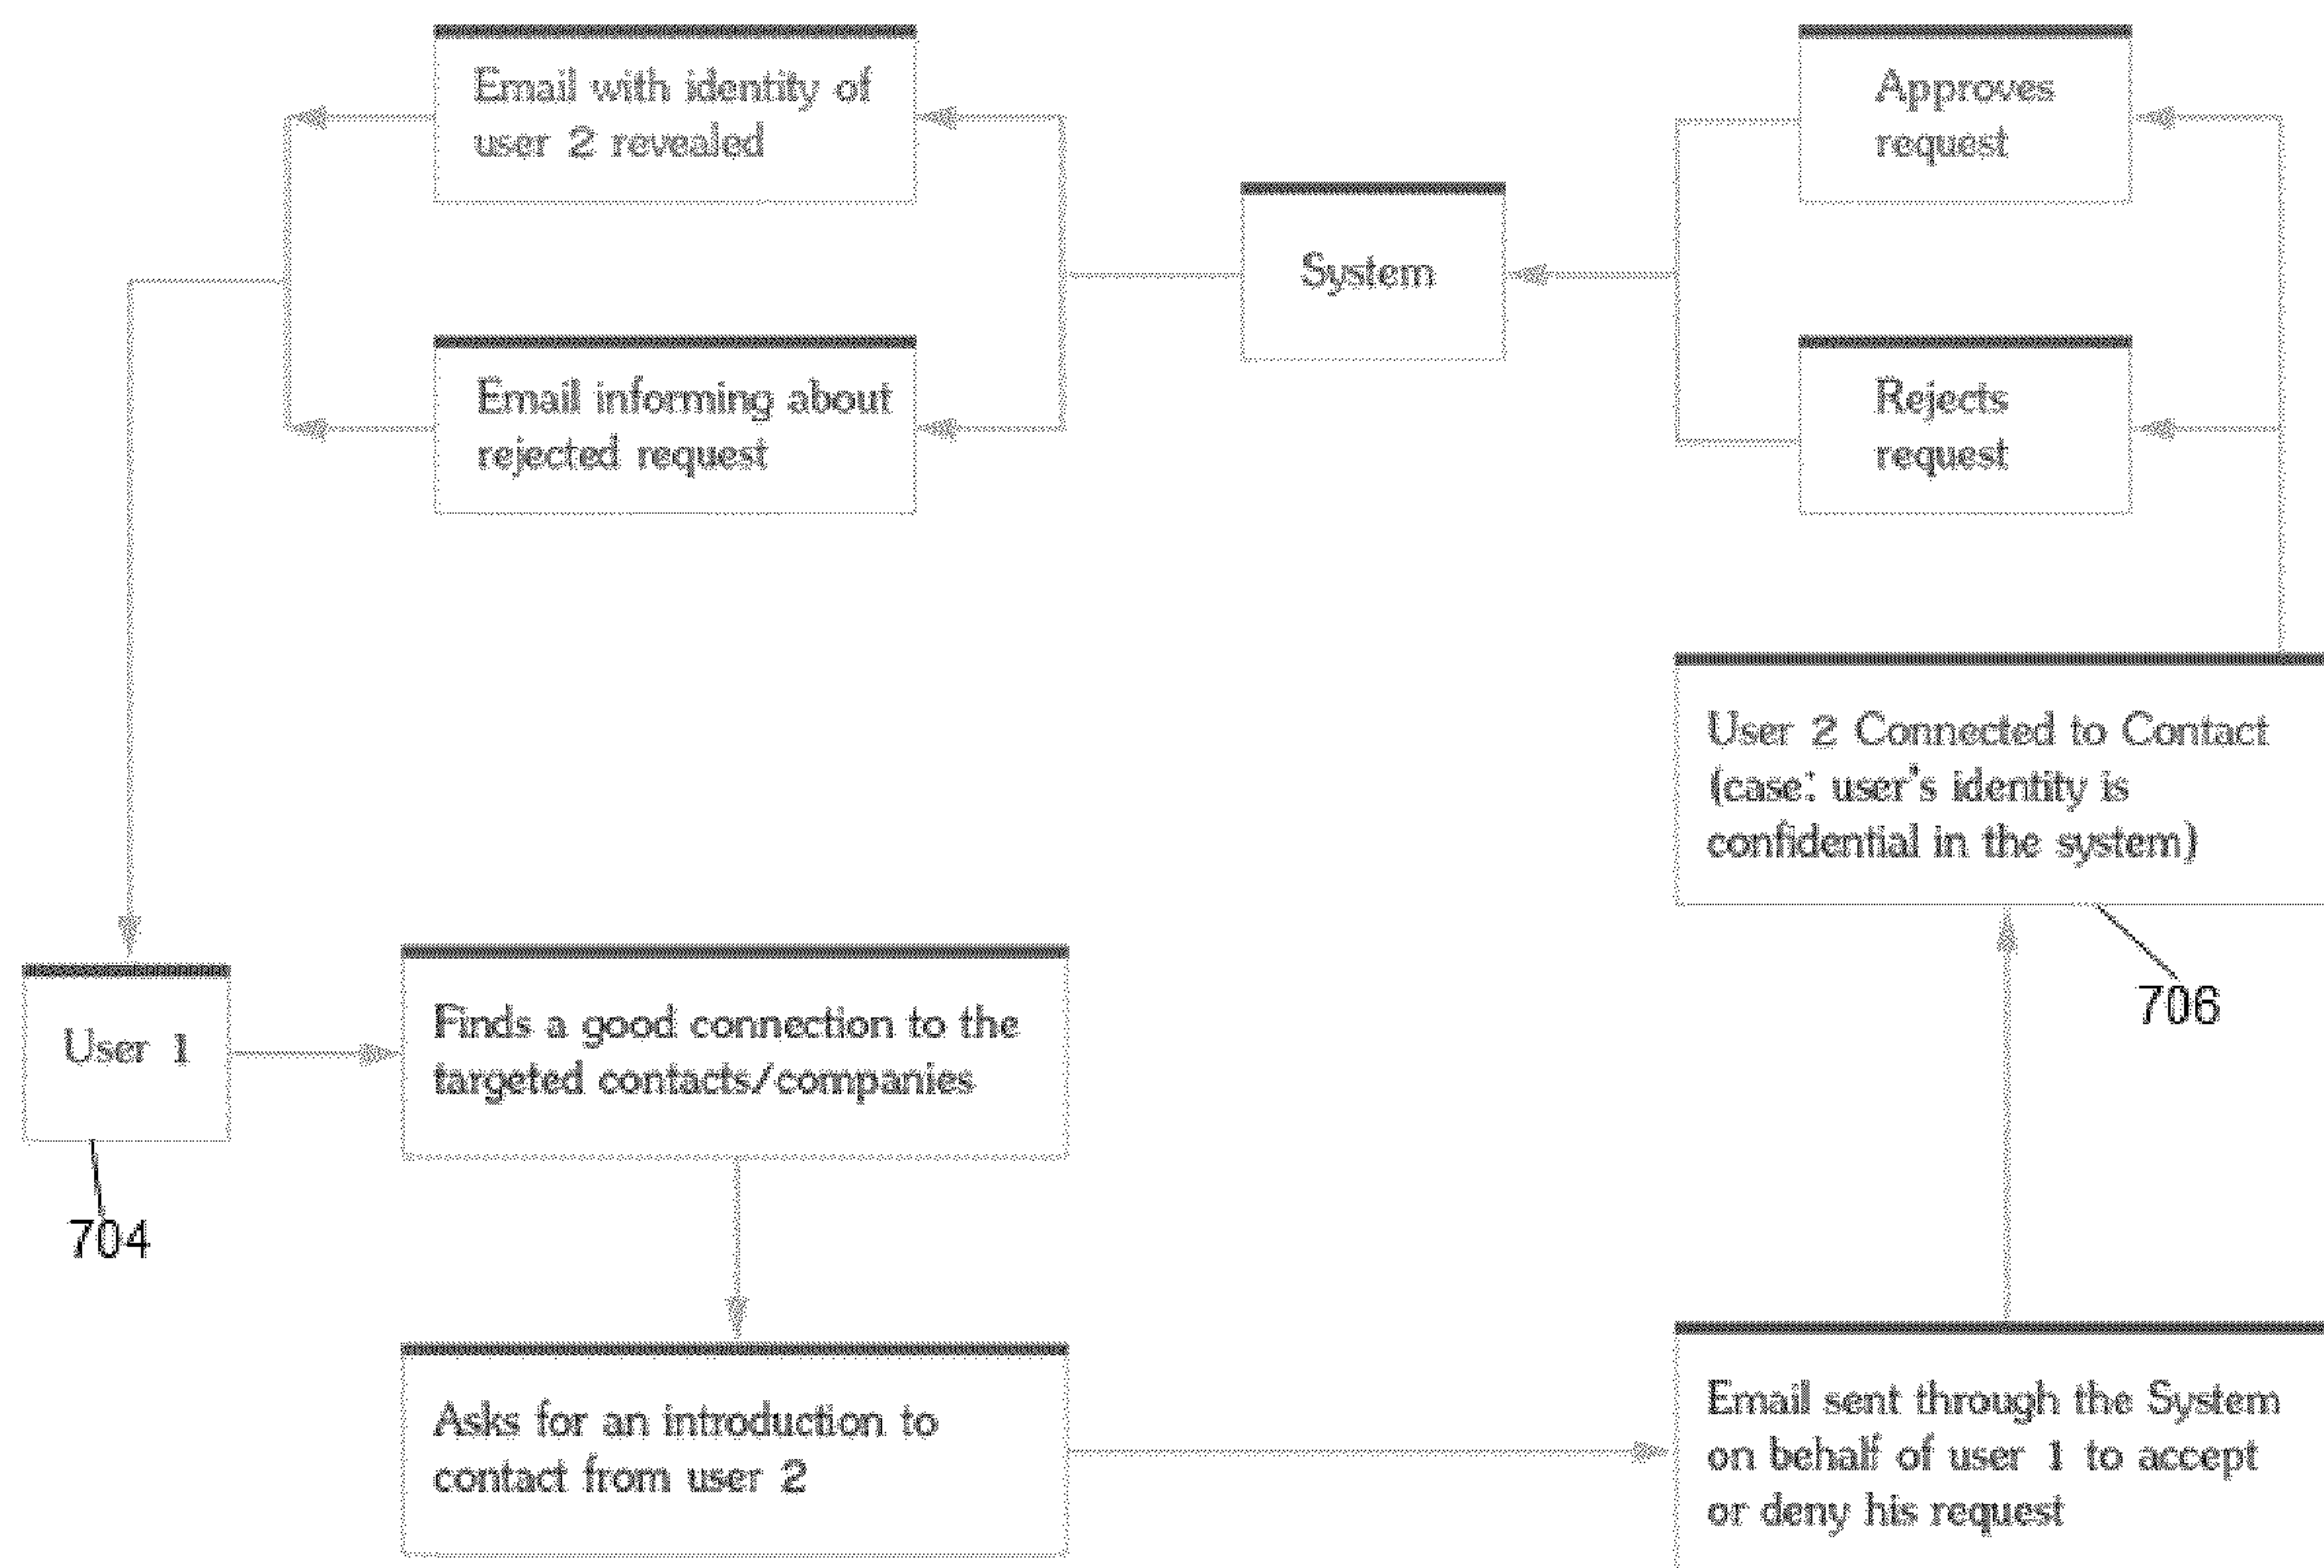 Email with identity of
user 2 revealed
Approves
request
System
Email informing about
rejected request
Rejects
request
User 2 Connected to Contact
(case: user's identity is
confidential in the system)
706
User 1
704
Finds a good connection to the
targeted contacts/companies
Asks for an introduction to
contact from user 2
Email sent through the System
on behalf of user 1 to accept
or deny his request